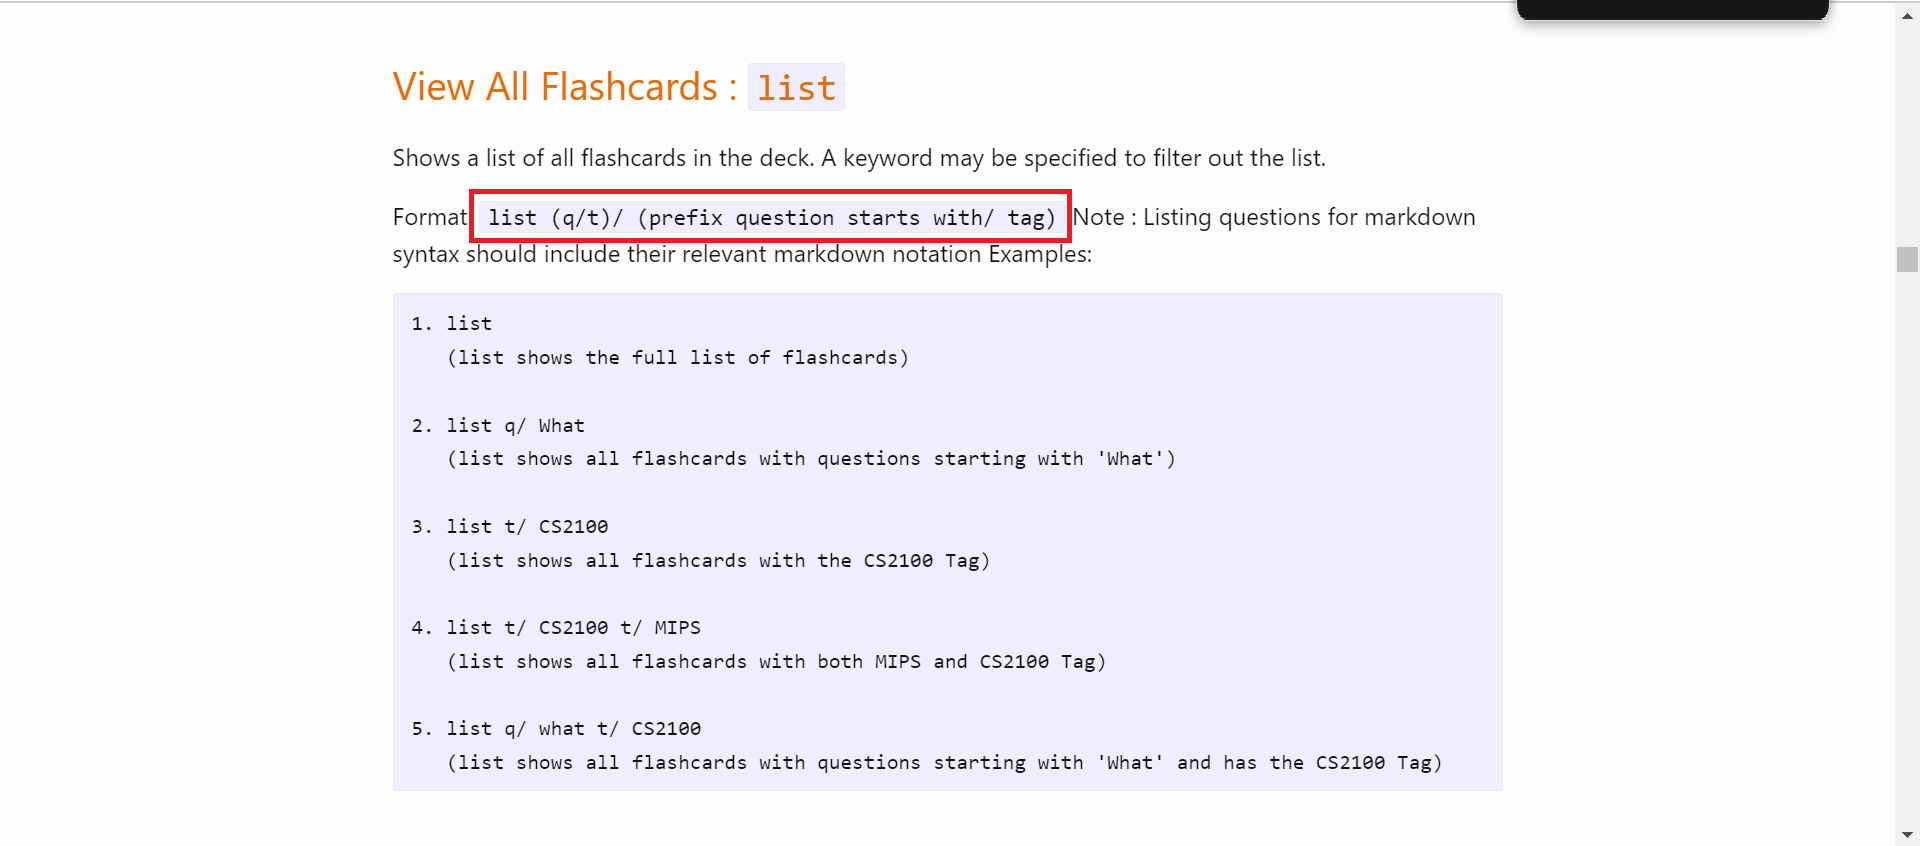 View All Flashcards : list
Shows a list of all flashcards in the deck. A keyword may be specified to filter out the list.
Format list (q/t)/ (prefix question starts with/ tag) Note : Listing questions for markdown
syntax should include their relevant markdown notation Examples:
1. list
(list shows the full list of flashcards)
2. list q/ What
(list shows all flashcards with questions starting with 'What')
3. list t/ CS2100
(list shows all flashcards with the CS2100 Tag)
4. list t/ CS2100 t/ MIPS
(list shows all flashcards with both MIPS and CS2100 Tag)
5. list q/ what t/ CS2100
(list shows all flashcards with questions starting with 'What' and has the CS2100 Tag)